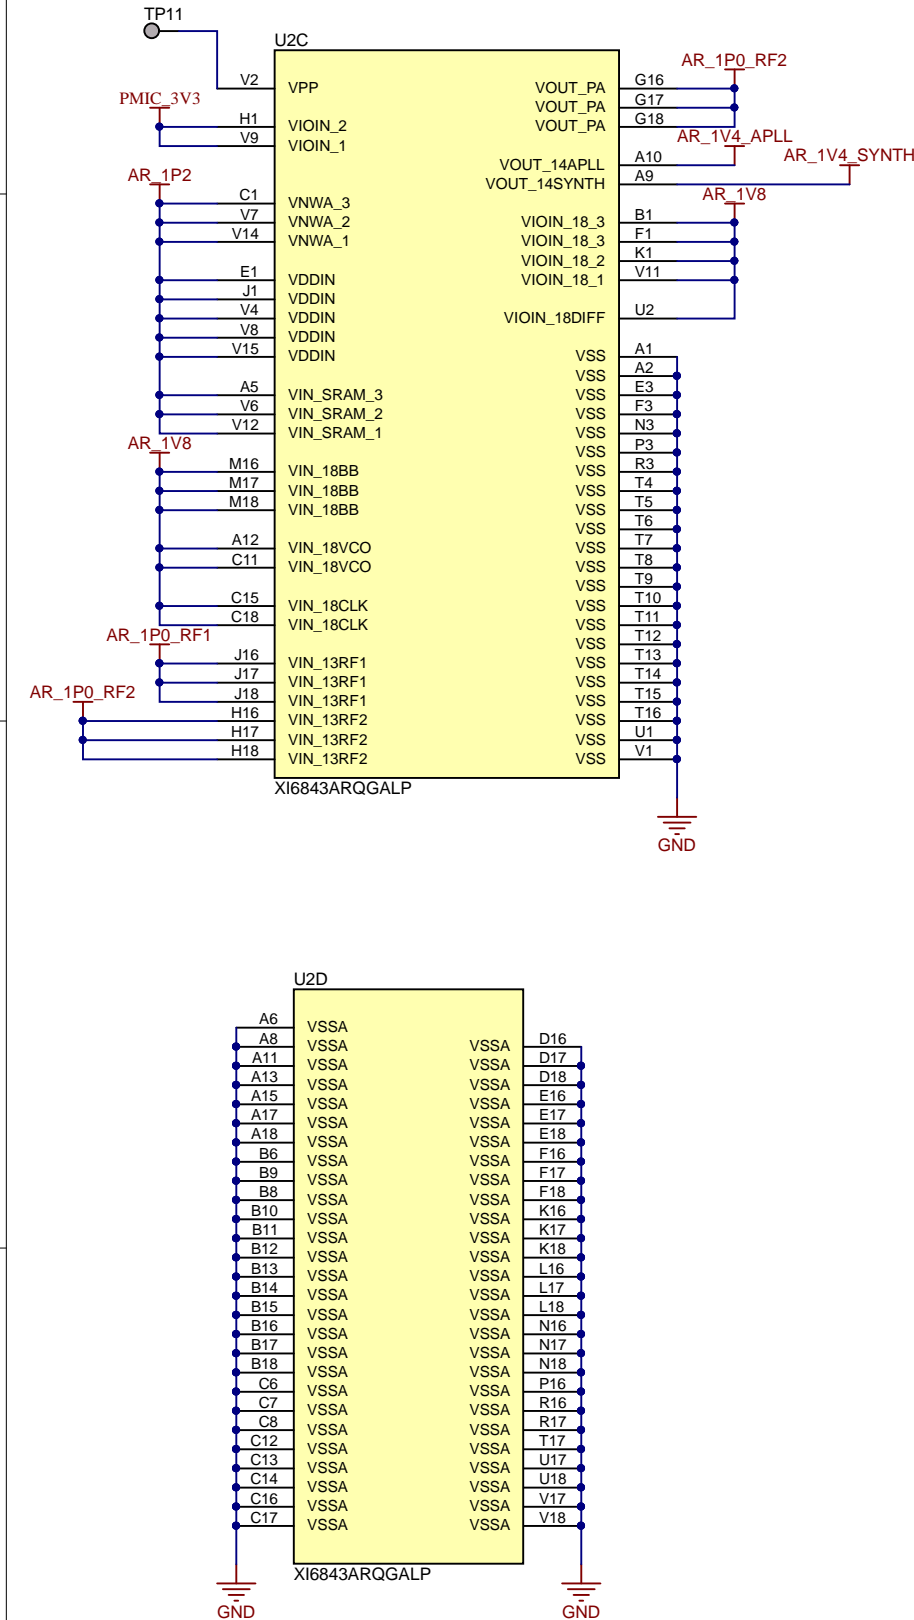 TP11
U2C
V2 VPP
PMIC_3V3
H1 VIOIN_2
V9 VIOIN_1
AR_1P2
C1 VNWA_3
V7 VNWA_2
V14 VNWA_1
E1 VDDIN
J1 VDDIN
V4 VDDIN
V8 VDDIN
V15 VDDIN
A5 VIN_SRAM_3
V6 VIN_SRAM_2
V12 VIN_SRAM_1
AR_1V8
M16 VIN_18BB
M17 VIN_18BB
M18 VIN_18BB
A12 VIN_18VCO
C11 VIN_18VCO
C15 VIN_18CLK
C18 VIN_18CLK
AR_1P0_RF1
J16 VIN_13RF1
J17 VIN_13RF1
J18 VIN_13RF1
AR_1P0_RF2
H16 VIN_13RF2
H17 VIN_13RF2
H18 VIN_13RF2
AR_1P0_RF2
VOUT_PA G16
VOUT_PA G17
VOUT_PA G18
AR_1V4_APLL
VOUT_14APLL A10
AR_1V4_SYNTH
VOUT_14SYNTH A9
AR_1V8
VIOIN_18_3 B1
VIOIN_18_3 F1
VIOIN_18_2 K1
VIOIN_18_1 V11
VIOIN_18DIFF U2
VSS A1
VSS A2
VSS E3
VSS F3
VSS N3
VSS P3
VSS R3
VSS T4
VSS T5
VSS T6
VSS T7
VSS T8
VSS T9
VSS T10
VSS T11
VSS T12
VSS T13
VSS T14
VSS T15
VSS T16
VSS U1
VSS V1
XI6843ARQGALP
GND
U2D
A6 VSSA
A8 VSSA
A11 VSSA
A13 VSSA
A15 VSSA
A17 VSSA
A18 VSSA
B6 VSSA
B9 VSSA
B8 VSSA
B10 VSSA
B11 VSSA
B12 VSSA
B13 VSSA
B14 VSSA
B15 VSSA
B16 VSSA
B17 VSSA
B18 VSSA
C6 VSSA
C7 VSSA
C8 VSSA
C12 VSSA
C13 VSSA
C14 VSSA
C16 VSSA
C17 VSSA
VSSA D16
VSSA D17
VSSA D18
VSSA E16
VSSA E17
VSSA E18
VSSA F16
VSSA F17
VSSA F18
VSSA K16
VSSA K17
VSSA K18
VSSA L16
VSSA L17
VSSA L18
VSSA N16
VSSA N17
VSSA N18
VSSA P16
VSSA R16
VSSA R17
VSSA T17
VSSA U17
VSSA U18
VSSA V17
VSSA V18
XI6843ARQGALP
GND
GND